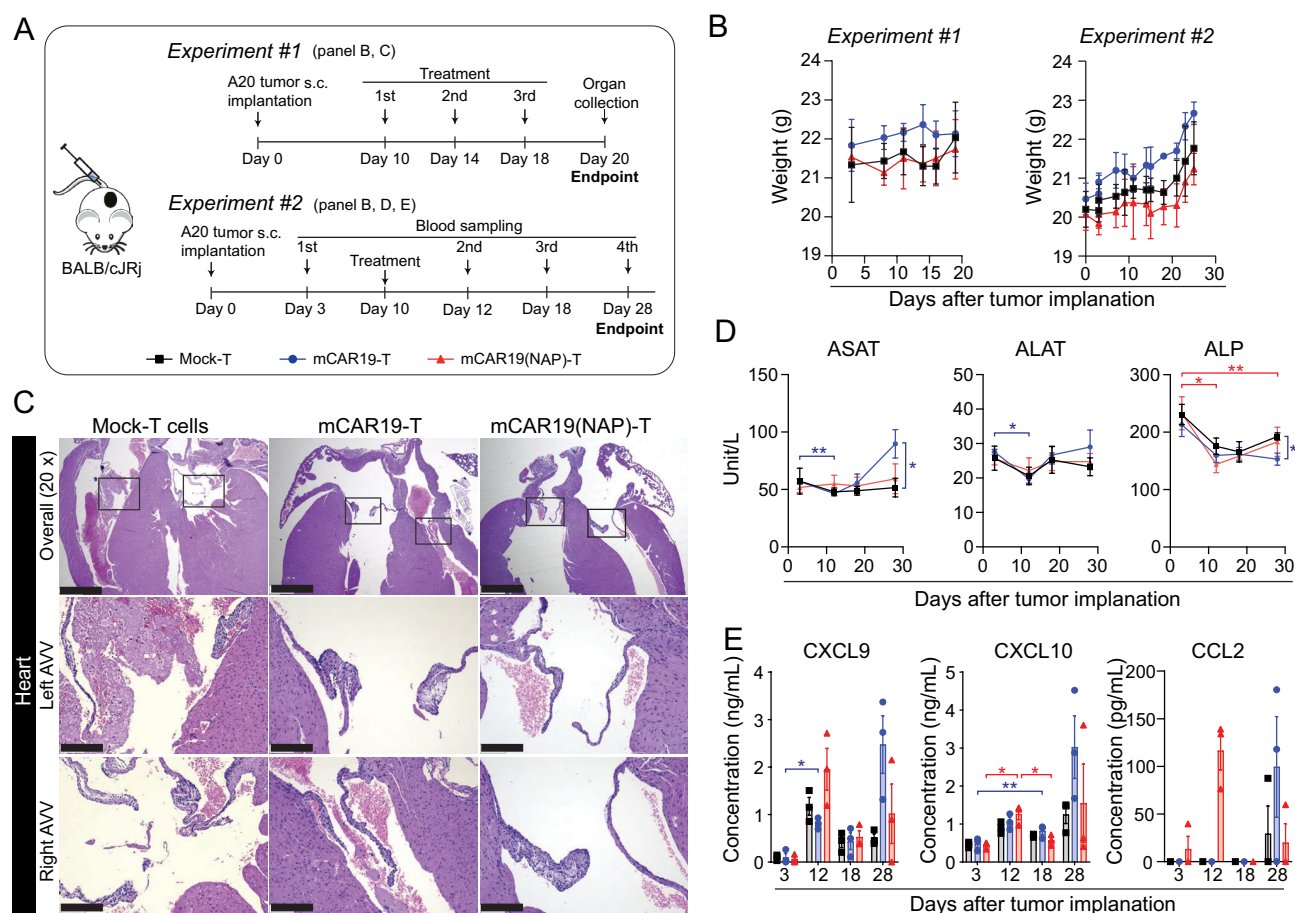 A
Experiment #1 (panel B, C)
A20 tumor s.c.
implantation
Treatment
1st 2nd 3rd
Organ
collection
Day 0 Day 10 Day 14 Day 18 Day 20
Endpoint
Experiment #2 (panel B, D, E)
A20 tumor s.c.
implantation
Blood sampling
1st 2nd 3rd 4th
Treatment
Day 0 Day 3 Day 10 Day 12 Day 18 Day 28
Endpoint
BALB/cJRj
Mock-T mCAR19-T mCAR19(NAP)-T
B
Experiment #1 Experiment #2
Weight (g) Weight (g)
24 24
23 23
22 22
21 21
20 20
19 19
0 5 10 15 20 0 10 20 30
Days after tumor implanation
C
Mock-T cells mCAR19-T mCAR19(NAP)-T
Heart
Overall (20 x)
Left AVV
Right AVV
D
ASAT ALAT ALP
Unit/L
150 50 300
40
100 30 200
50 20 100
10
0 0 0
** * * * ** *
0 10 20 30 0 10 20 30 0 10 20 30
Days after tumor implanation
E
CXCL9 CXCL10 CCL2
Concentration (ng/mL) Concentration (ng/mL) Concentration (pg/mL)
4 5 200
3 4 150
2 3 100
1 2 50
0 1 0
0
* * * **
3 12 18 28 3 12 18 28 3 12 18 28
Days after tumor implanation